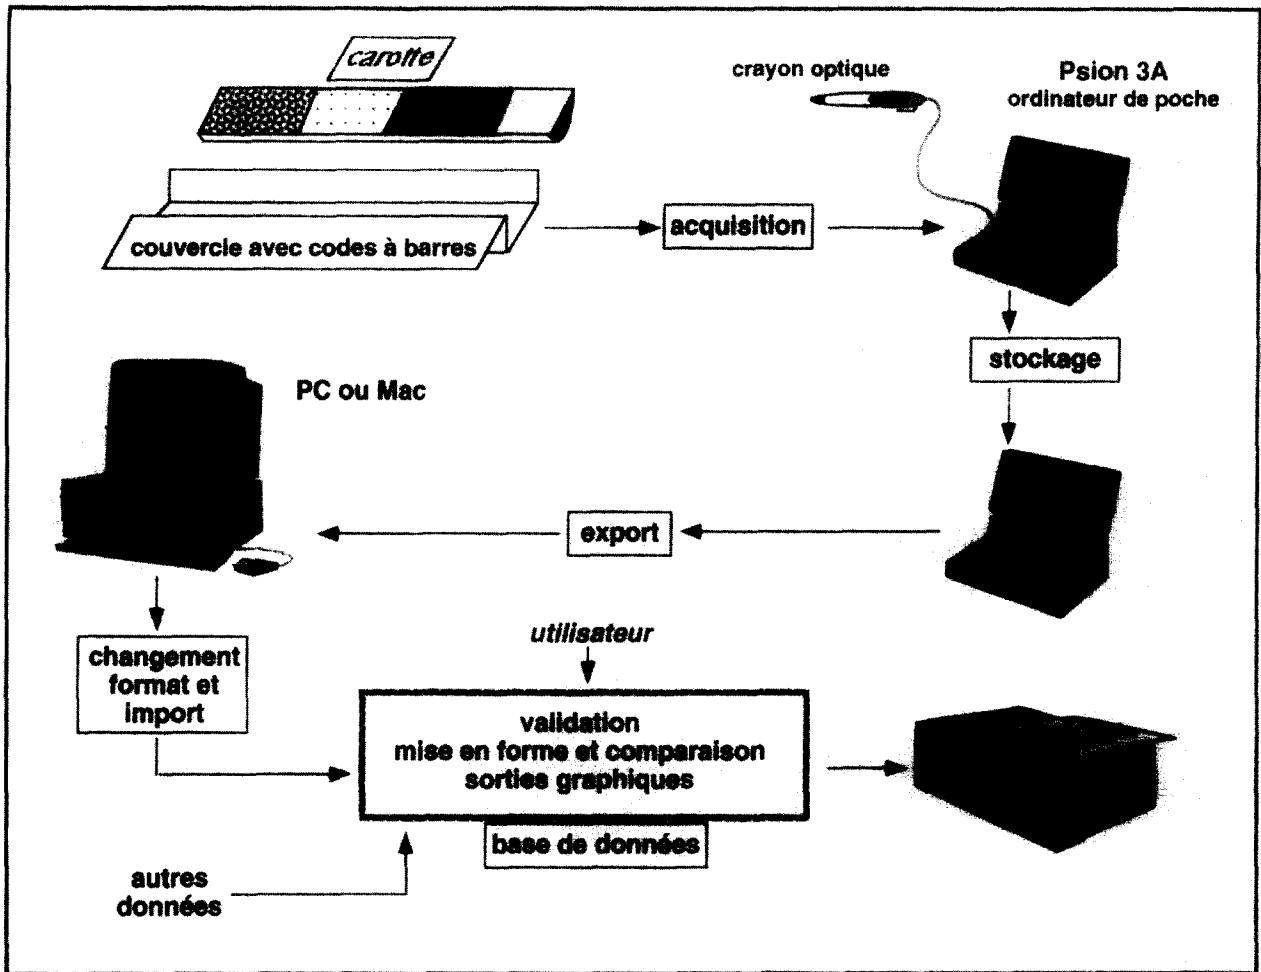 carotte
crayon optique
Psion 3A
ordinateur de poche
couvercle avec codes à barres
acquisition
stockage
PC ou Mac
export
changement
format et
import
utilisateur
validation
mise en forme et comparaison
sorties graphiques
base de données
autres
données